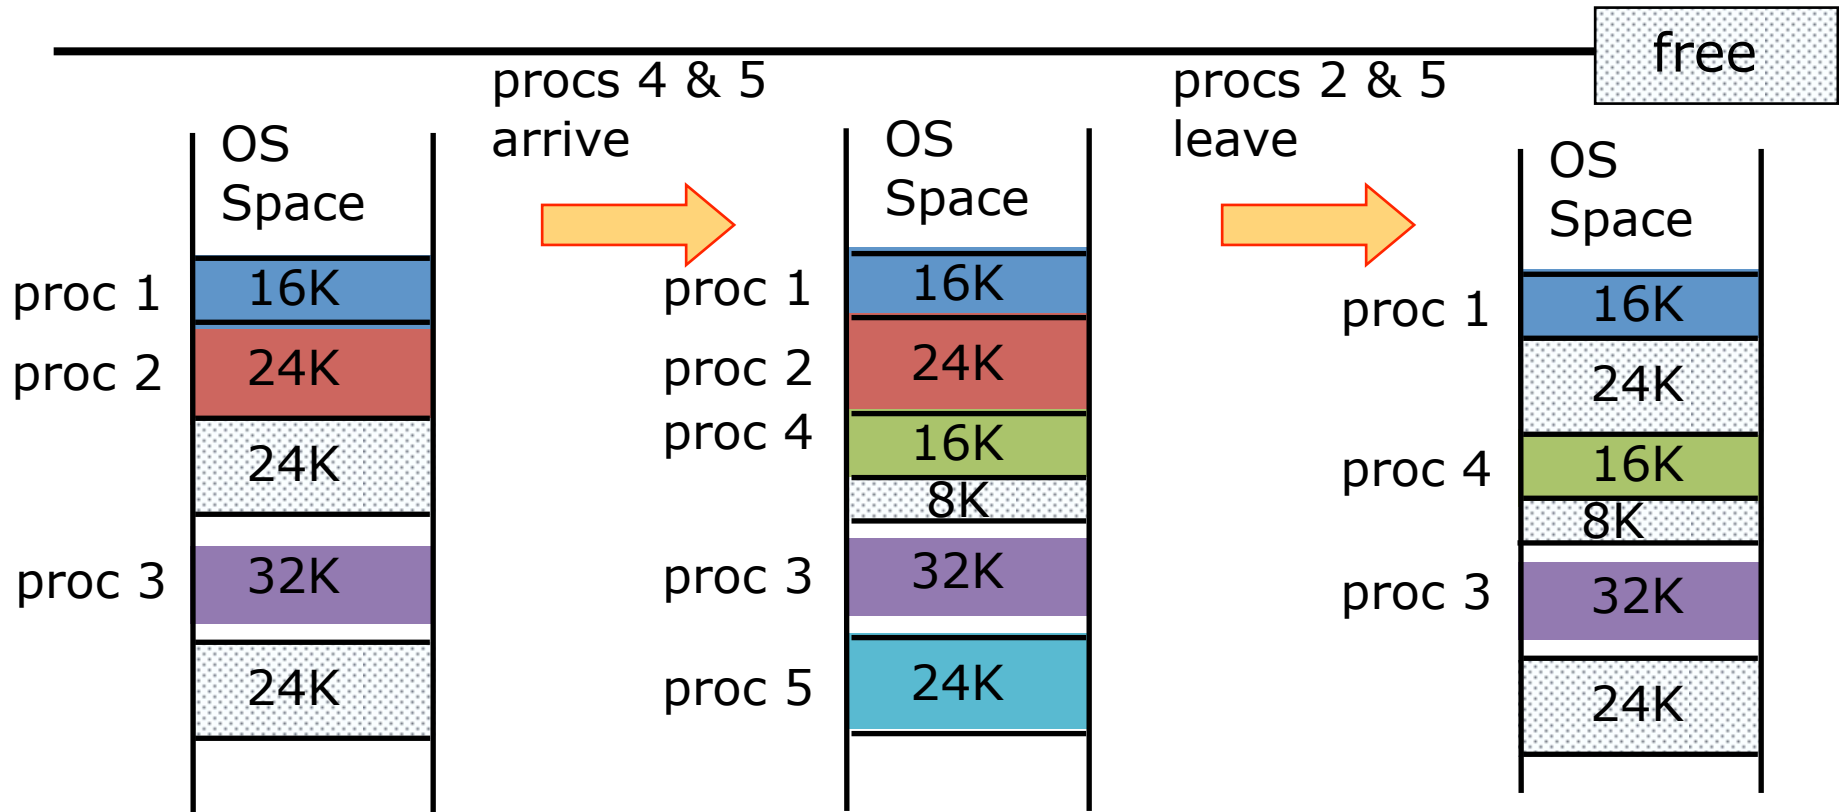 free
procs 4 & 5
arrive
procs 2 & 5
leave
OS
Space
proc 1
16K
proc 2
24K
24K
proc 3
32K
24K
OS
Space
proc 1
16K
proc 2
24K
proc 4
16K
8K
proc 3
32K
proc 5
24K
OS
Space
proc 1
16K
24K
proc 4
16K
8K
proc 3
32K
24K